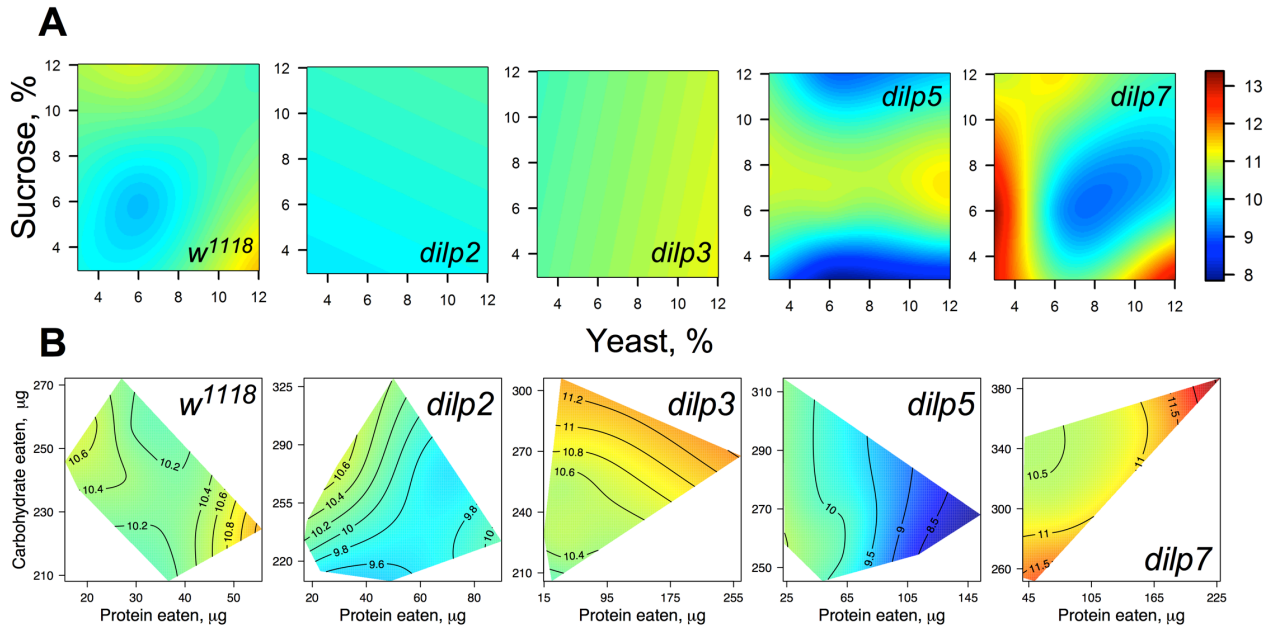 A
Sucrose, %
12
10
8
6
4
w1118
4 6 8 10 12
12
10
8
6
4
dilp2
4 6 8 10 12
12
10
8
6
4
dilp3
4 6 8 10 12
12
10
8
6
4
dilp5
4 6 8 10 12
12
10
8
6
4
dilp7
4 6 8 10 12
13
12
11
10
9
8
Yeast, %
B
Carbohydrate eaten, µg
270
250
230
210
w1118
10.6
10.4
10.2
10.2
10.4
10.6
10.8
20 30 40 50
Protein eaten, µg
325
290
255
220
dilp2
10.6
10.4
10.2
10
9.8
9.6
9.8
10
20 40 60 80
Protein eaten, µg
300
270
240
210
dilp3
11.2
11
10.8
10.6
10.4
15 95 175 255
Protein eaten, µg
310
290
270
250
dilp5
10
9.5
9
8.5
25 65 105 145
Protein eaten, µg
380
340
300
260
dilp7
11.5
10.5
11
11
11.5
45 105 165 225
Protein eaten, µg